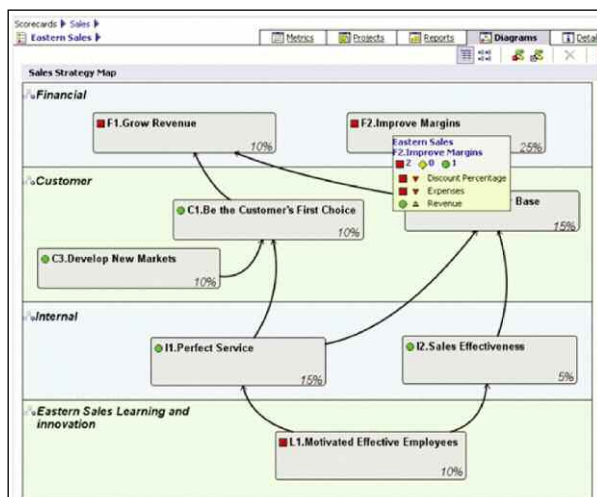 Scorecards Sales
Eastern Sales
Metrics Projects Reports Diagrams Detai
Sales Strategy Map
Financial
F1.Grow Revenue
10%
F2.Improve Margins
25%
Eastern Sales
F2.Improve Margins
2 0 1
Discount Percentage
Expenses
Revenue
Customer
C1.Be the Customer's First Choice
10%
Base
15%
C3.Develop New Markets
10%
Internal
I1.Perfect Service
15%
I2.Sales Effectiveness
5%
Eastern Sales Learning and
innovation
L1.Motivated Effective Employees
10%